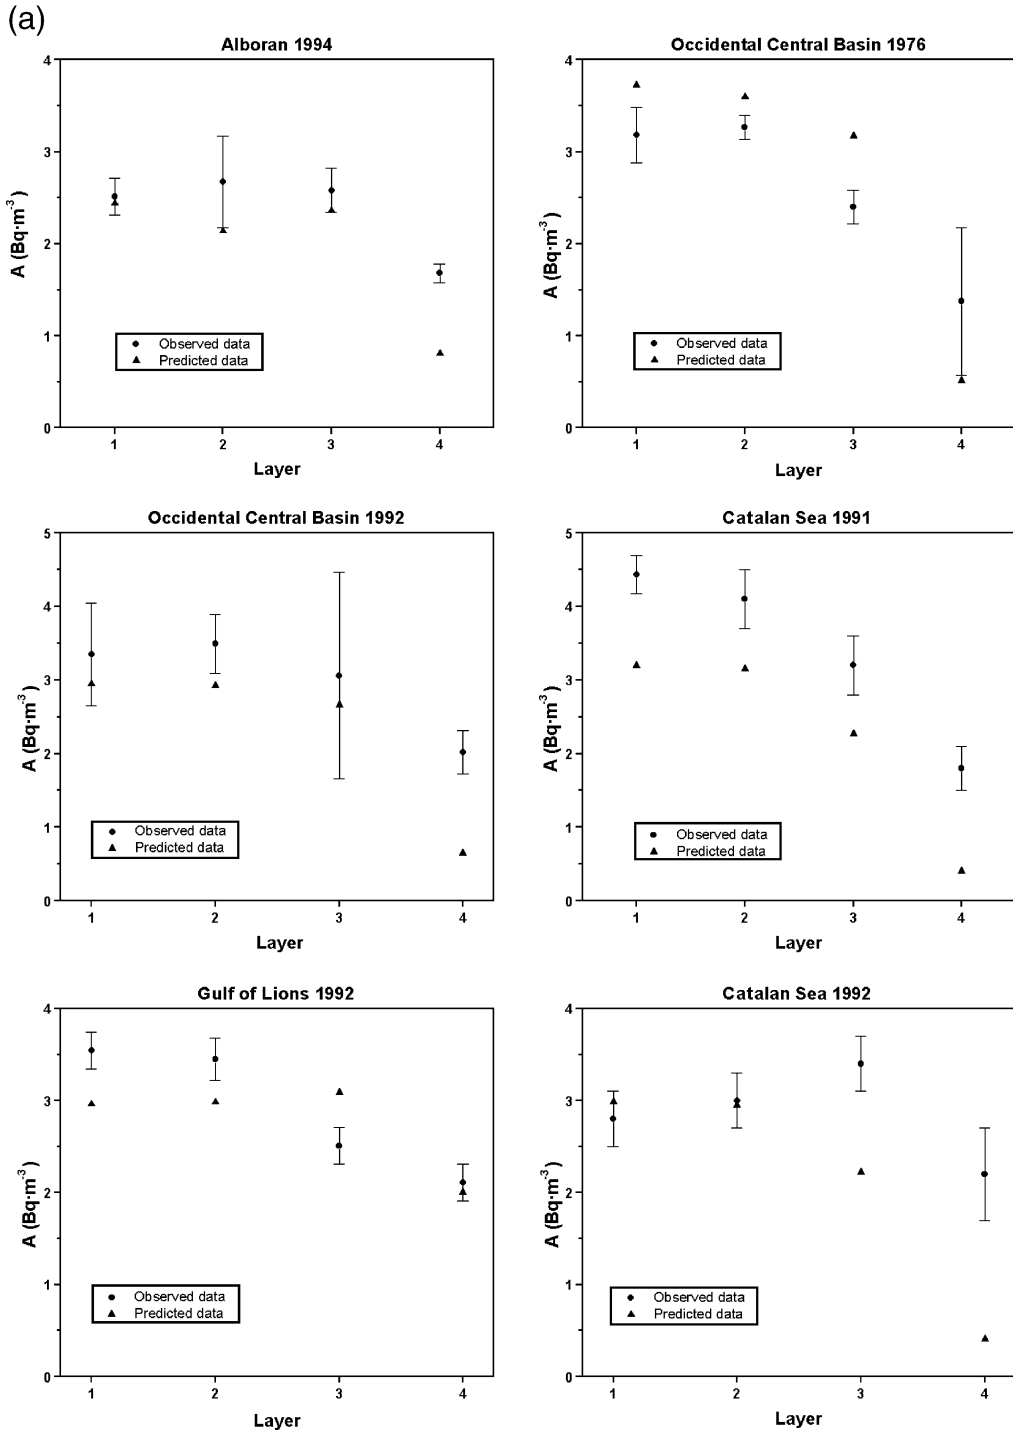 (a)
Alboran 1994
4
3
2
1
0
A (Bq·m⁻³)
Observed data
Predicted data
1 2 3 4
Layer
Occidental Central Basin 1976
4
3
2
1
0
A (Bq·m⁻³)
Observed data
Predicted data
1 2 3 4
Layer
Occidental Central Basin 1992
5
4
3
2
1
0
A (Bq·m⁻³)
Observed data
Predicted data
1 2 3 4
Layer
Catalan Sea 1991
5
4
3
2
1
0
A (Bq·m⁻³)
Observed data
Predicted data
1 2 3 4
Layer
Gulf of Lions 1992
4
3
2
1
0
A (Bq·m⁻³)
Observed data
Predicted data
1 2 3 4
Layer
Catalan Sea 1992
4
3
2
1
0
A (Bq·m⁻³)
Observed data
Predicted data
1 2 3 4
Layer